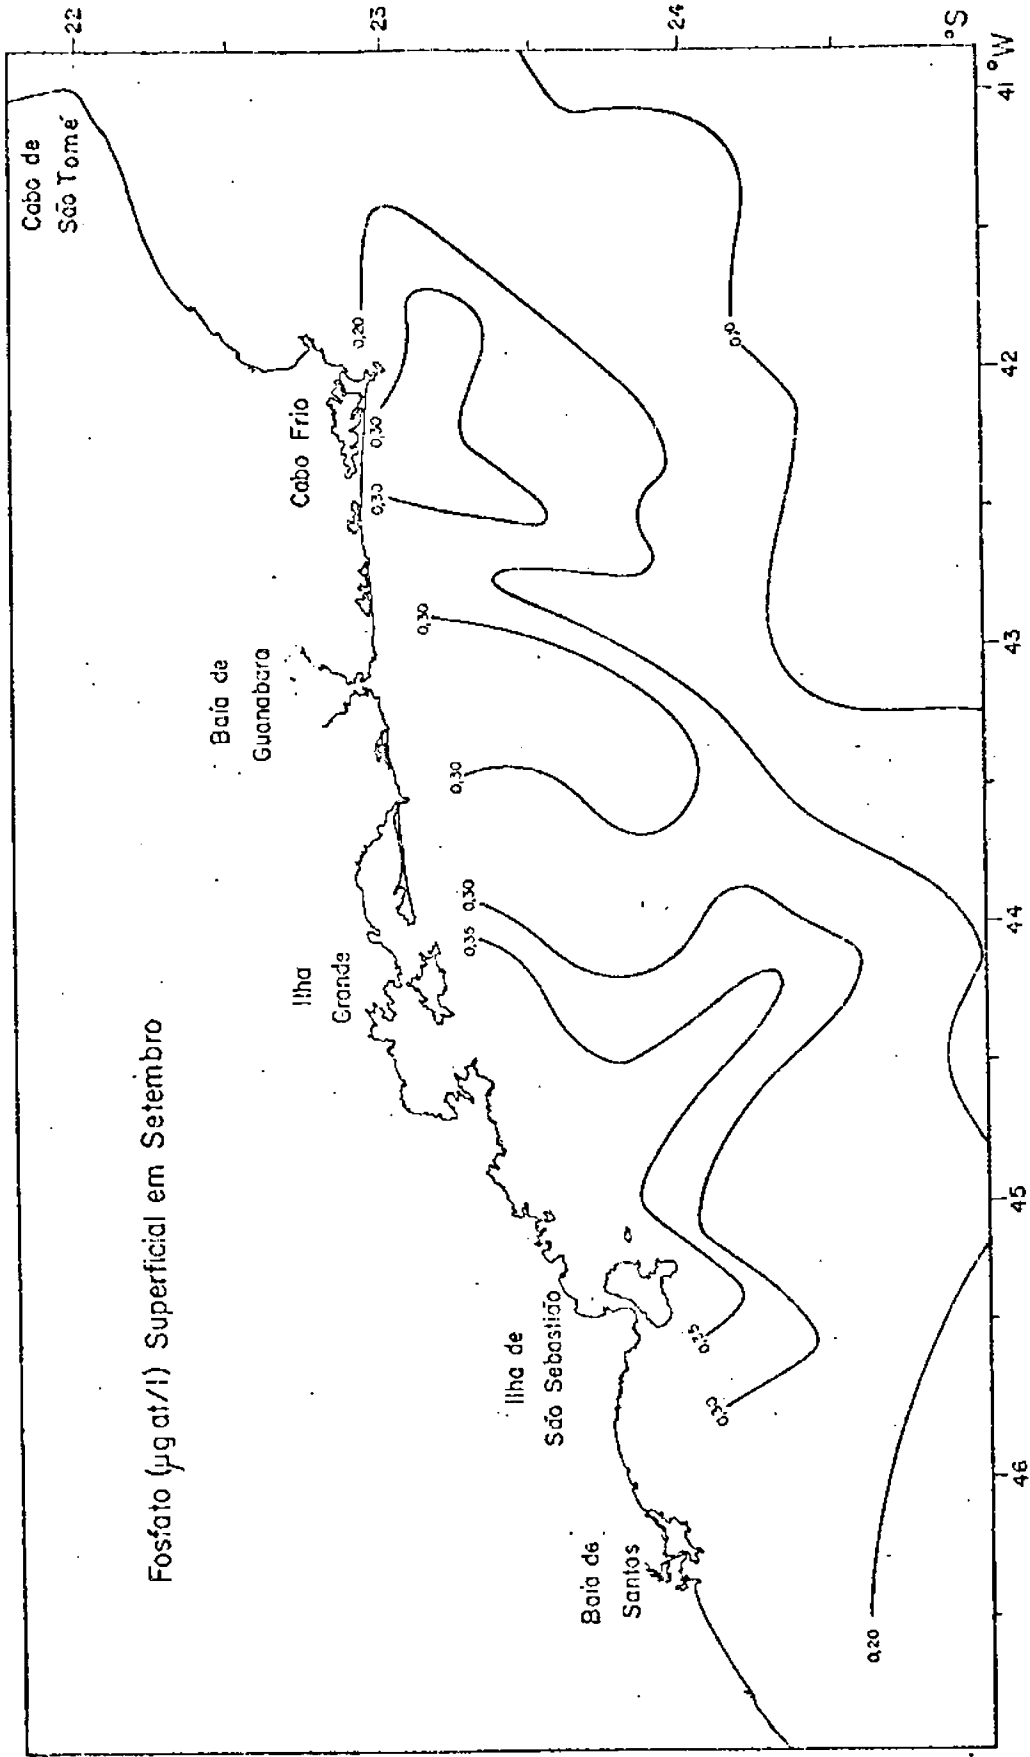 Fosfato (µg at/l) Superficial em Setembro
Cabo de
São Tomé
Cabo Frio
Baía de
Guanabara
Ilha
Grande
Ilha de
São Sebastião
Baía de
Santos
22
23
24
°S
41 °W
42
43
44
45
46
0,20
0,30
0,30
0,30
0,30
0,30
0,35
0,35
0,30
0,20
0,10